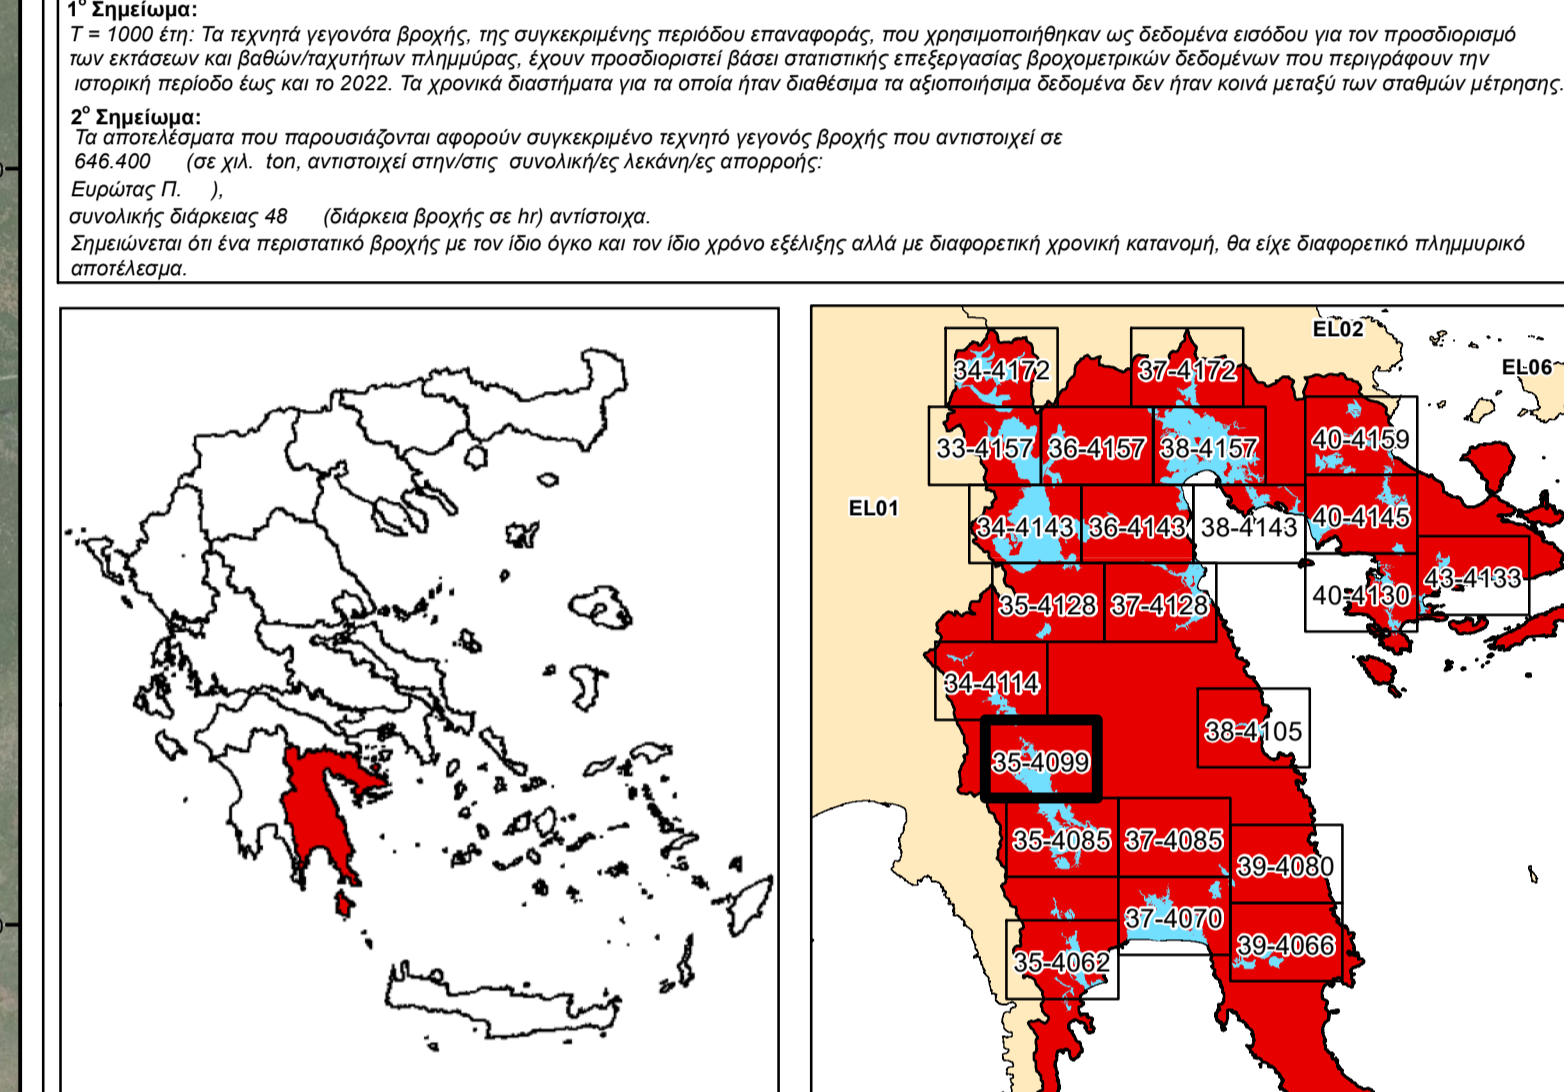 1ο Σημείωμα:
Τ = 1000 έτη: Τα τεχνητά γεγονότα βροχής, της συγκεκριμένης περιόδου επαναφοράς, που χρησιμοποιήθηκαν ως δεδομένα εισόδου για τον προσδιορισμό
των εκτάσεων και βαθών/ταχυτήτων πλημμύρας, έχουν προσδιοριστεί βάσει στατιστικής επεξεργασίας βροχομετρικών δεδομένων που περιγράφουν την
ιστορική περίοδο έως και το 2022. Τα χρονικά διαστήματα για τα οποία ήταν διαθέσιμα τα αξιοποιήσιμα δεδομένα δεν ήταν κοινά μεταξύ των σταθμών μέτρησης.
2ο Σημείωμα:
Τα αποτελέσματα που παρουσιάζονται αφορούν συγκεκριμένο τεχνητό γεγονός βροχής που αντιστοιχεί σε
646.400 (σε χιλ. ton, αντιστοιχεί στην/στις συνολική/ες λεκάνη/ες απορροής:
Ευρώτας Π. ),
συνολικής διάρκειας 48 (διάρκεια βροχής σε hr) αντίστοιχα.
Σημειώνεται ότι ένα περιστατικό βροχής με τον ίδιο όγκο και τον ίδιο χρόνο εξέλιξης αλλά με διαφορετική χρονική κατανομή, θα είχε διαφορετικό πλημμυρικό
αποτέλεσμα.
EL02
EL06
34-4172
37-4172
33-4157
36-4157
38-4157
40-4159
EL01
34-4143
36-4143
38-4143
40-4145
35-4128
37-4128
40-4130
43-4133
34-4114
38-4105
35-4099
35-4085
37-4085
39-4080
37-4070
39-4066
35-4062